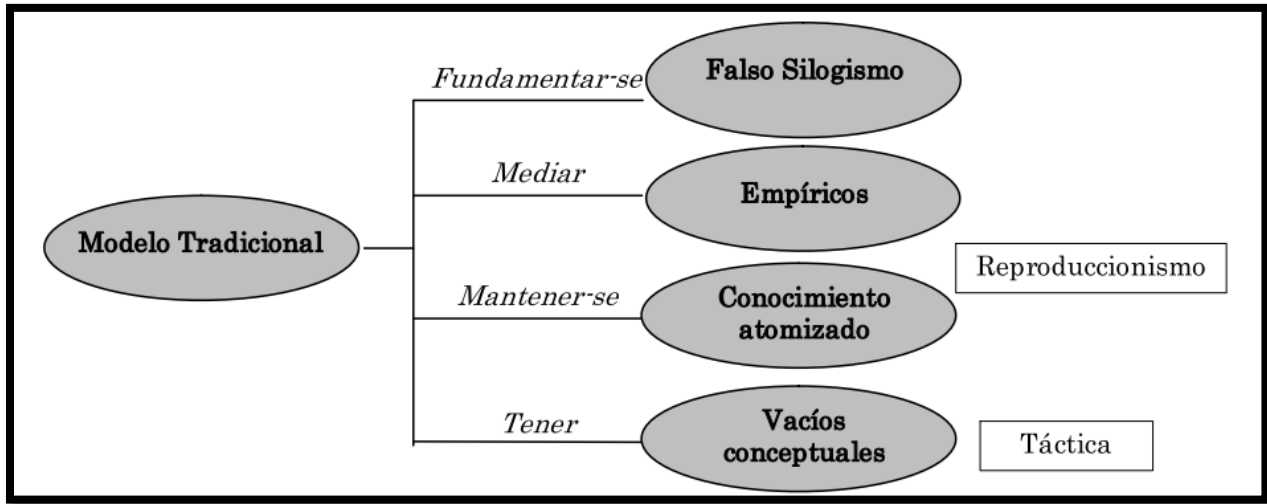 Fundamentar-se
Falso Silogismo
Mediar
Empíricos
Modelo Tradicional
Reproduccionismo
Mantener-se
Conocimiento
atomizado
Tener
Vacíos
conceptuales
Táctica